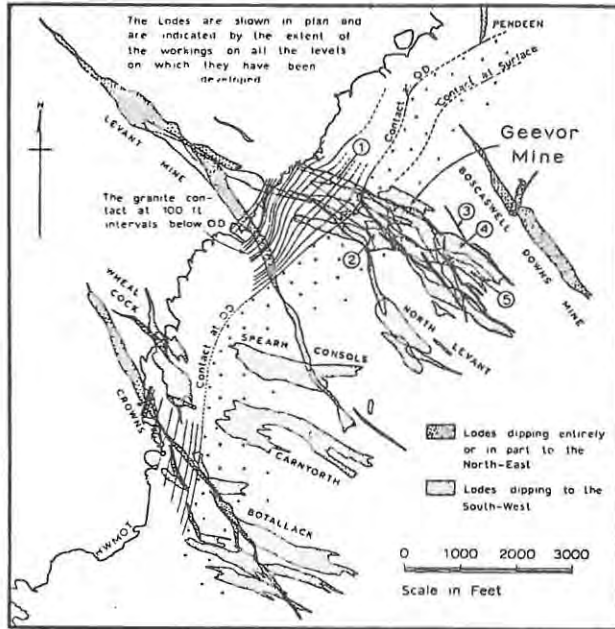 The Lodes are shown in plan and
are indicated by the extent of
the workings on all the levels
on which they have been
developed
PENDEEN
Contact at OD
Contact at Surface
N
LEVANT MINE
①
Geevor
Mine
BOSCASWELL
DOWNS MINE
The granite con-
tact at 100 ft
intervals below OD
③
④
②
⑤
WHEAL
COCK
CROWNS
Contact at OD
NORTH
LEVANT
SPEARN CONSOLE
CARNYORTH
BOTALLACK
HWMOT
Lodes dipping entirely
or in part to the
North-East
Lodes dipping to the
South-West
0 1000 2000 3000
Scale in Feet